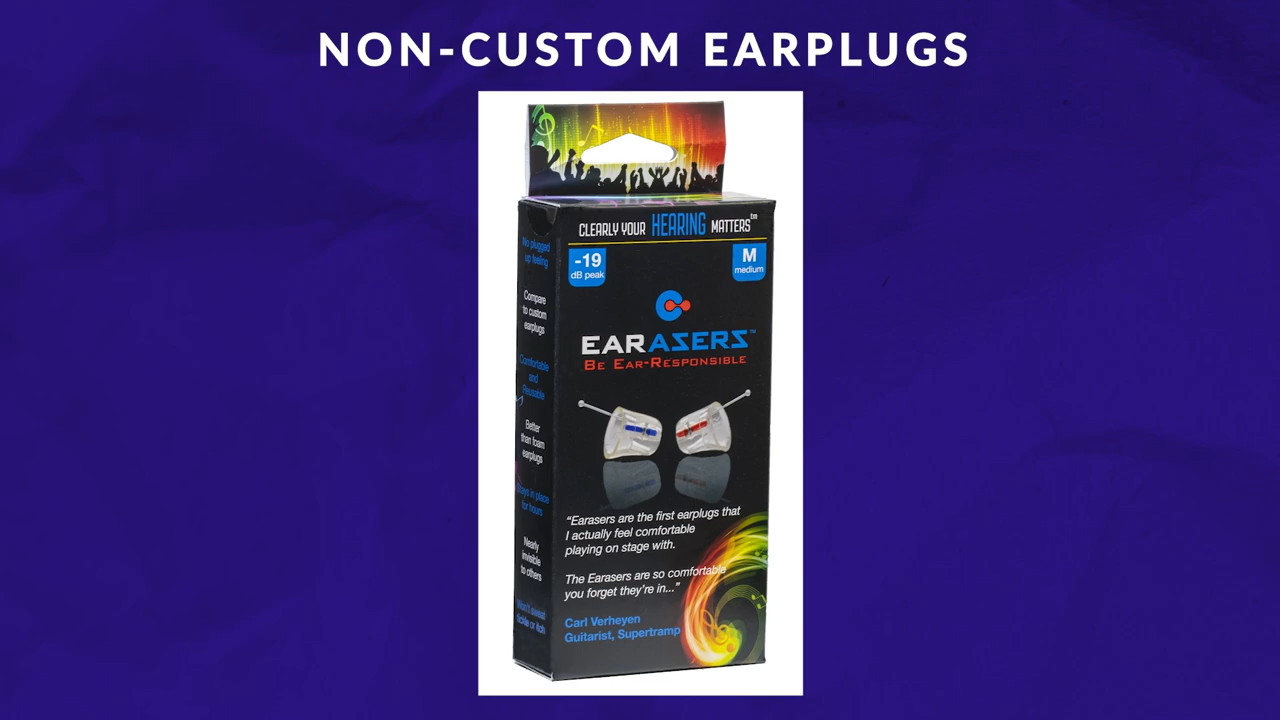 NON-CUSTOM EARPLUGS
CLEARLY YOUR HEARING MATTERS™
-19
dB peak
M
medium
EARASERS™
BE EAR-RESPONSIBLE
"Earasers are the first earplugs that
I actually feel comfortable
playing on stage with.
The Earasers are so comfortable
you forget they're in..."
Carl Verheyen
Guitarist, Supertramp
No plugged
up feeling
Compare
to custom
earplugs
Comfortable
and
Reusable
Better
than foam
earplugs
Stays in place
for hours
Nearly
invisible
to others
Won't sweat
tickle or itch